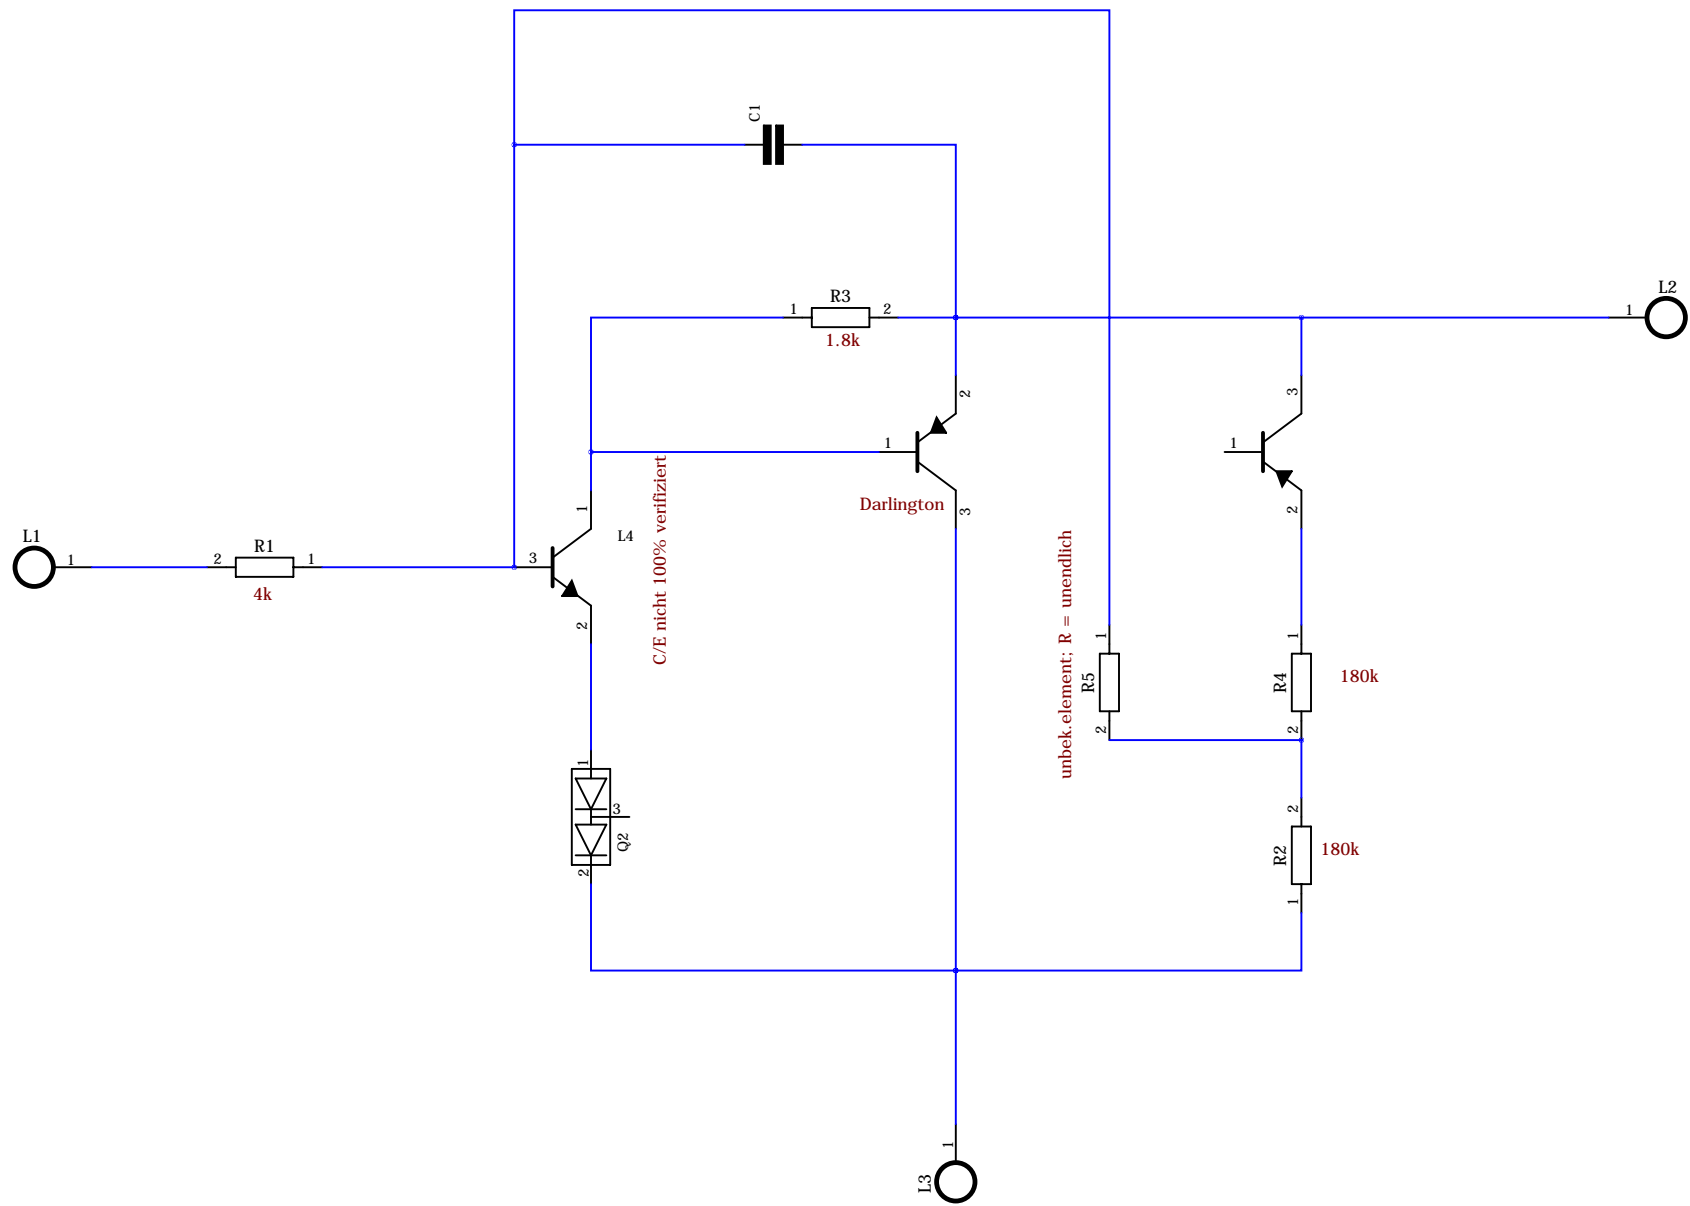 C1
R3
1 2
1.8k
L2
1
2
1
Darlington
3
3
1
2
L1
1
2 R1 1
4k
3
1
L4
2
C/E nicht 100% verifiziert
unbek.element; R = unendlich
1
R5
2
1
R4
180k
2
1
3
Q2
2
2
R2
180k
1
1
L3